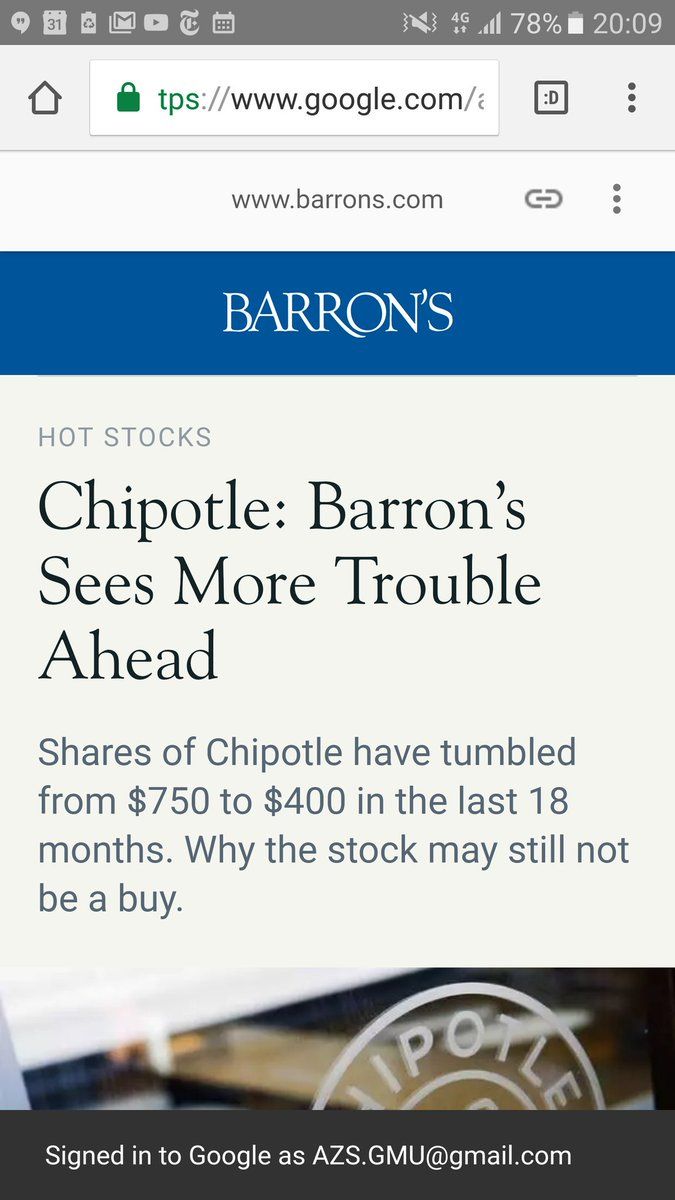 31 78% 20:09
4G
tps://www.google.com/
:D
www.barrons.com
BARRON'S
HOT STOCKS
Chipotle: Barron’s
Sees More Trouble
Ahead
Shares of Chipotle have tumbled
from $750 to $400 in the last 18
months. Why the stock may still not
be a buy.
IPOTLE
Signed in to Google as AZS.GMU@gmail.com